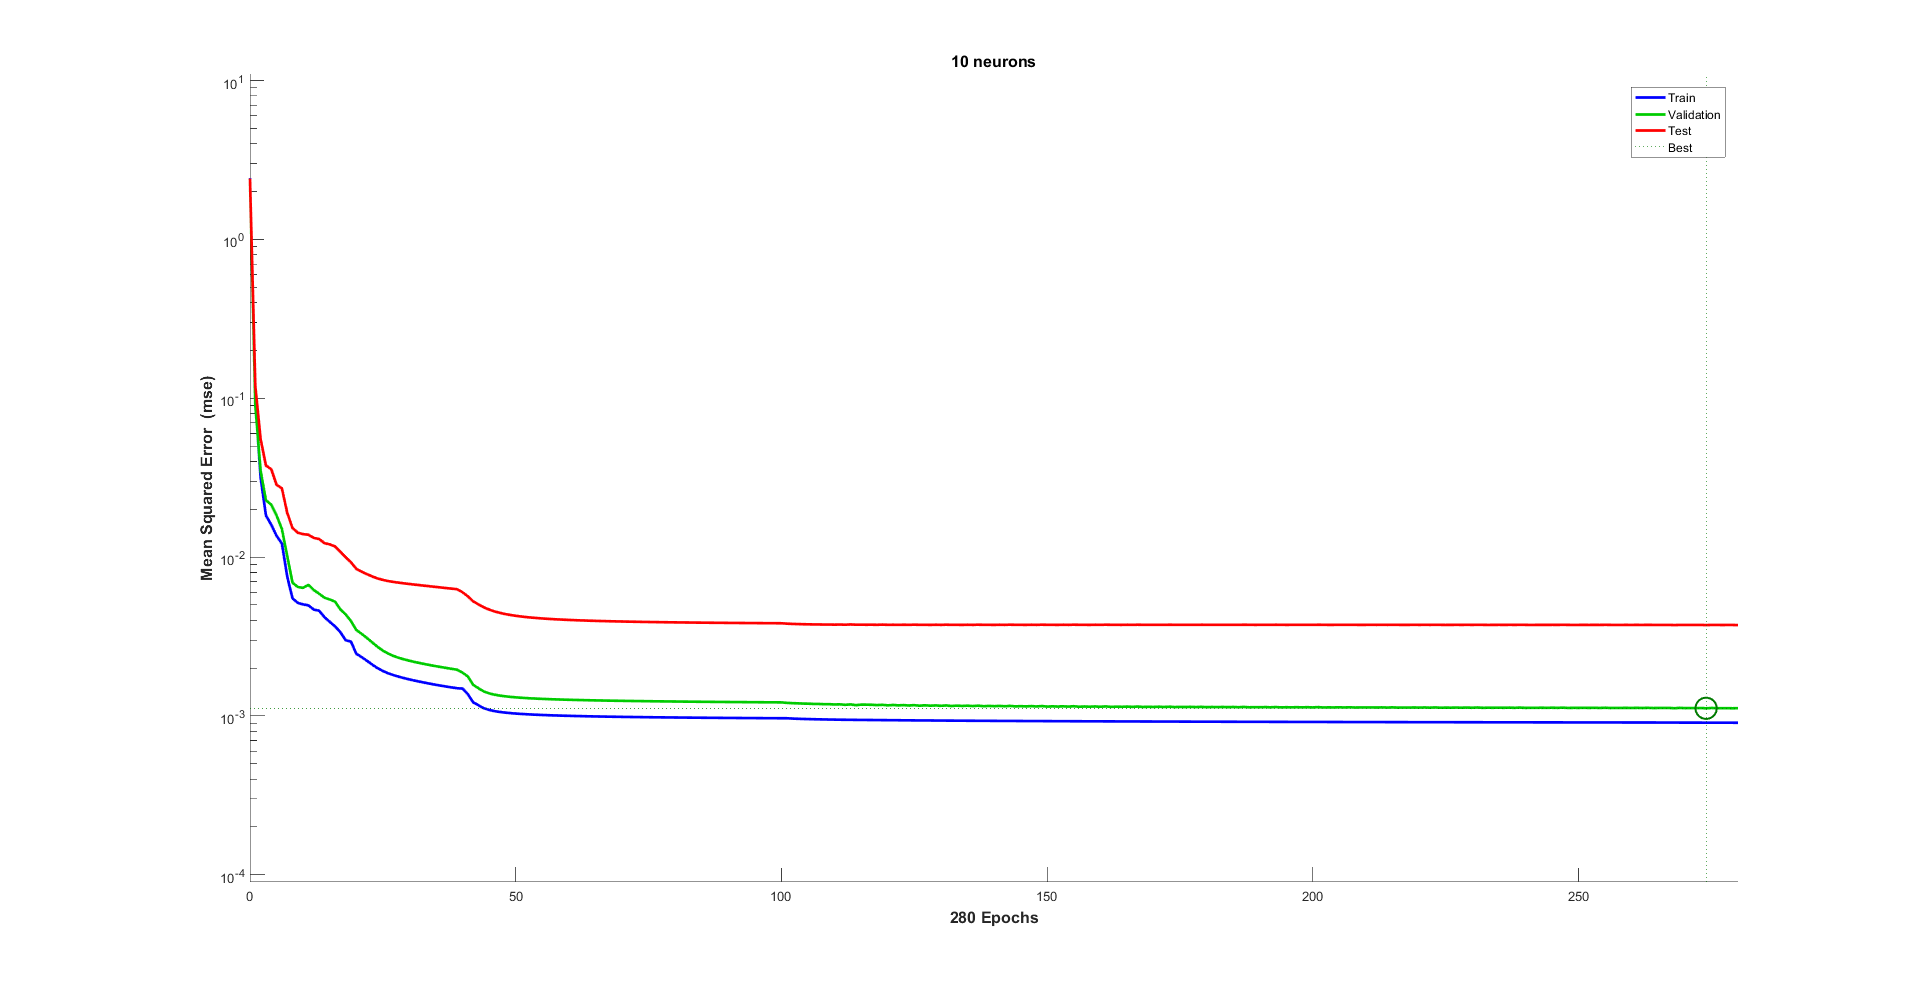 10 neurons
10^1
10^0
10^-1
10^-2
10^-3
10^-4
Mean Squared Error (mse)
Train
Validation
Test
Best
0 50 100 150 200 250
280 Epochs